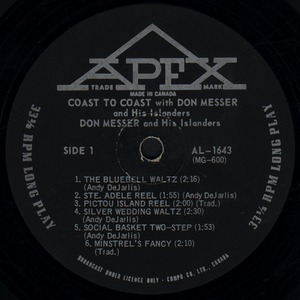 APEX
TRADE MARK
MADE IN CANADA
COAST TO COAST with DON MESSER
and His Islanders
DON MESSER and His Islanders
SIDE 1
AL-1643
(MG-600)
1. THE BLUEBELL WALTZ (2:16)
(Andy DeJarlis)
2. STE. ADELE REEL (1:55) (Andy DeJarlis)
3. PICTOU ISLAND REEL (2:00) (Trad.)
4. SILVER WEDDING WALTZ (2:30)
(Andy DeJarlis)
5. SOCIAL BASKET TWO-STEP (1:53)
(Andy DeJarlis)
6. MINSTREL'S FANCY (2:10)
(Trad.)
33⅓ RPM LONG PLAY
33⅓ RPM LONG PLAY
BROADCAST UNDER LICENCE ONLY - COMPO CO. LTD., CANADA